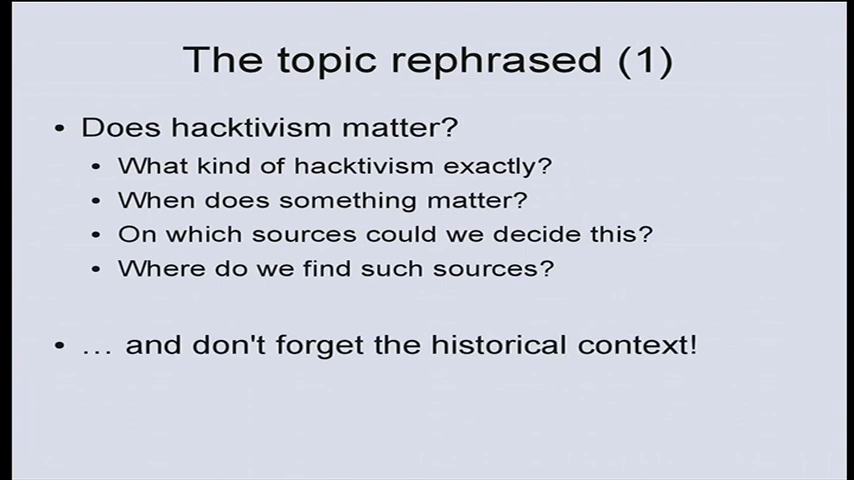 The topic rephrased (1)
• Does hacktivism matter?
• What kind of hacktivism exactly?
• When does something matter?
• On which sources could we decide this?
• Where do we find such sources?
• … and don't forget the historical context!